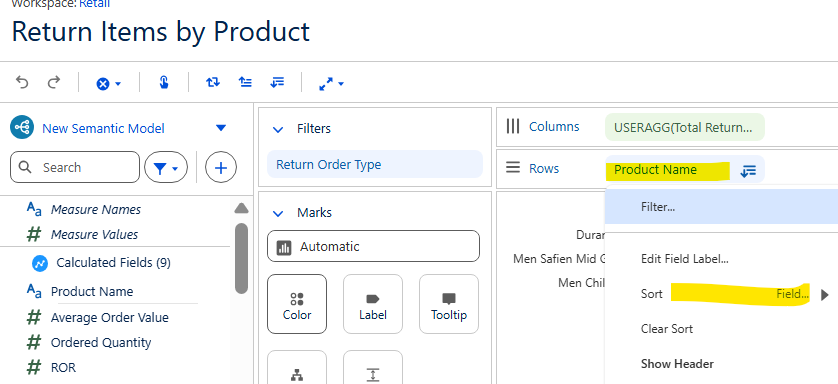 Workspace: Retail
Return Items by Product
New Semantic Model
Search
Measure Names
Measure Values
Calculated Fields (9)
Product Name
Average Order Value
Ordered Quantity
ROR
Filters
Return Order Type
Marks
Automatic
Color
Label
Tooltip
Columns
USERAGG(Total Return...
Rows
Product Name
Filter...
Duran
Men Safien Mid G
Men Chil
Edit Field Label...
Sort Field...
Clear Sort
Show Header